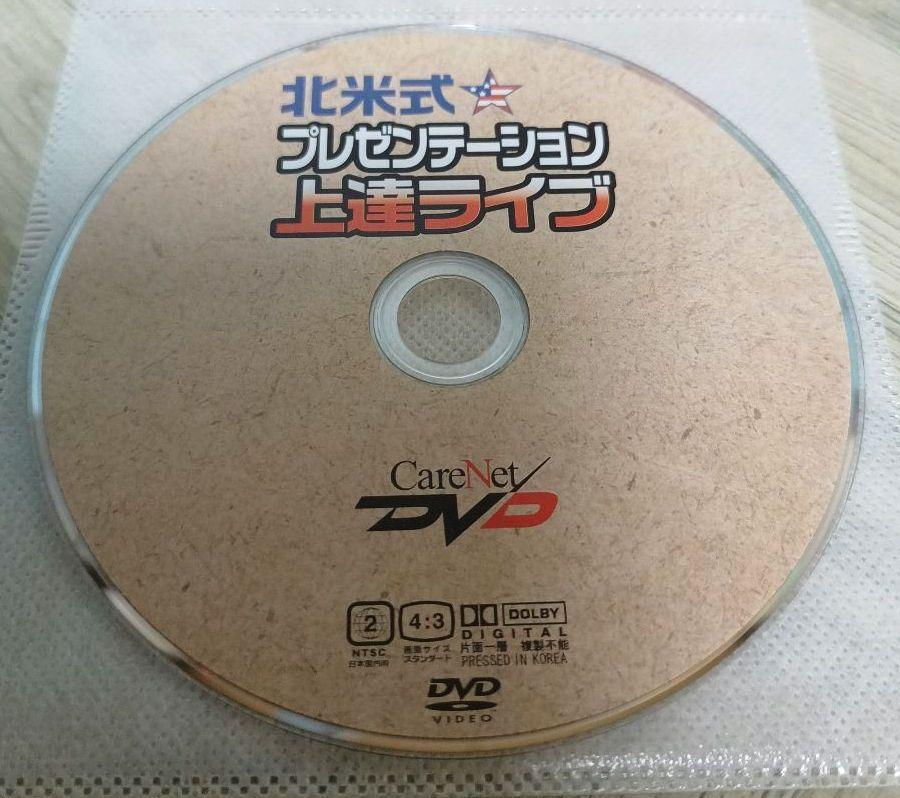 北米式
プレゼンテーション
上達ライブ
CareNet
DVD
2
NTSC
日本国内用
4:3
画面サイズ
スタンダード
DOLBY
DIGITAL
片面一層 複製不能
PRESSED IN KOREA
DVD
VIDEO